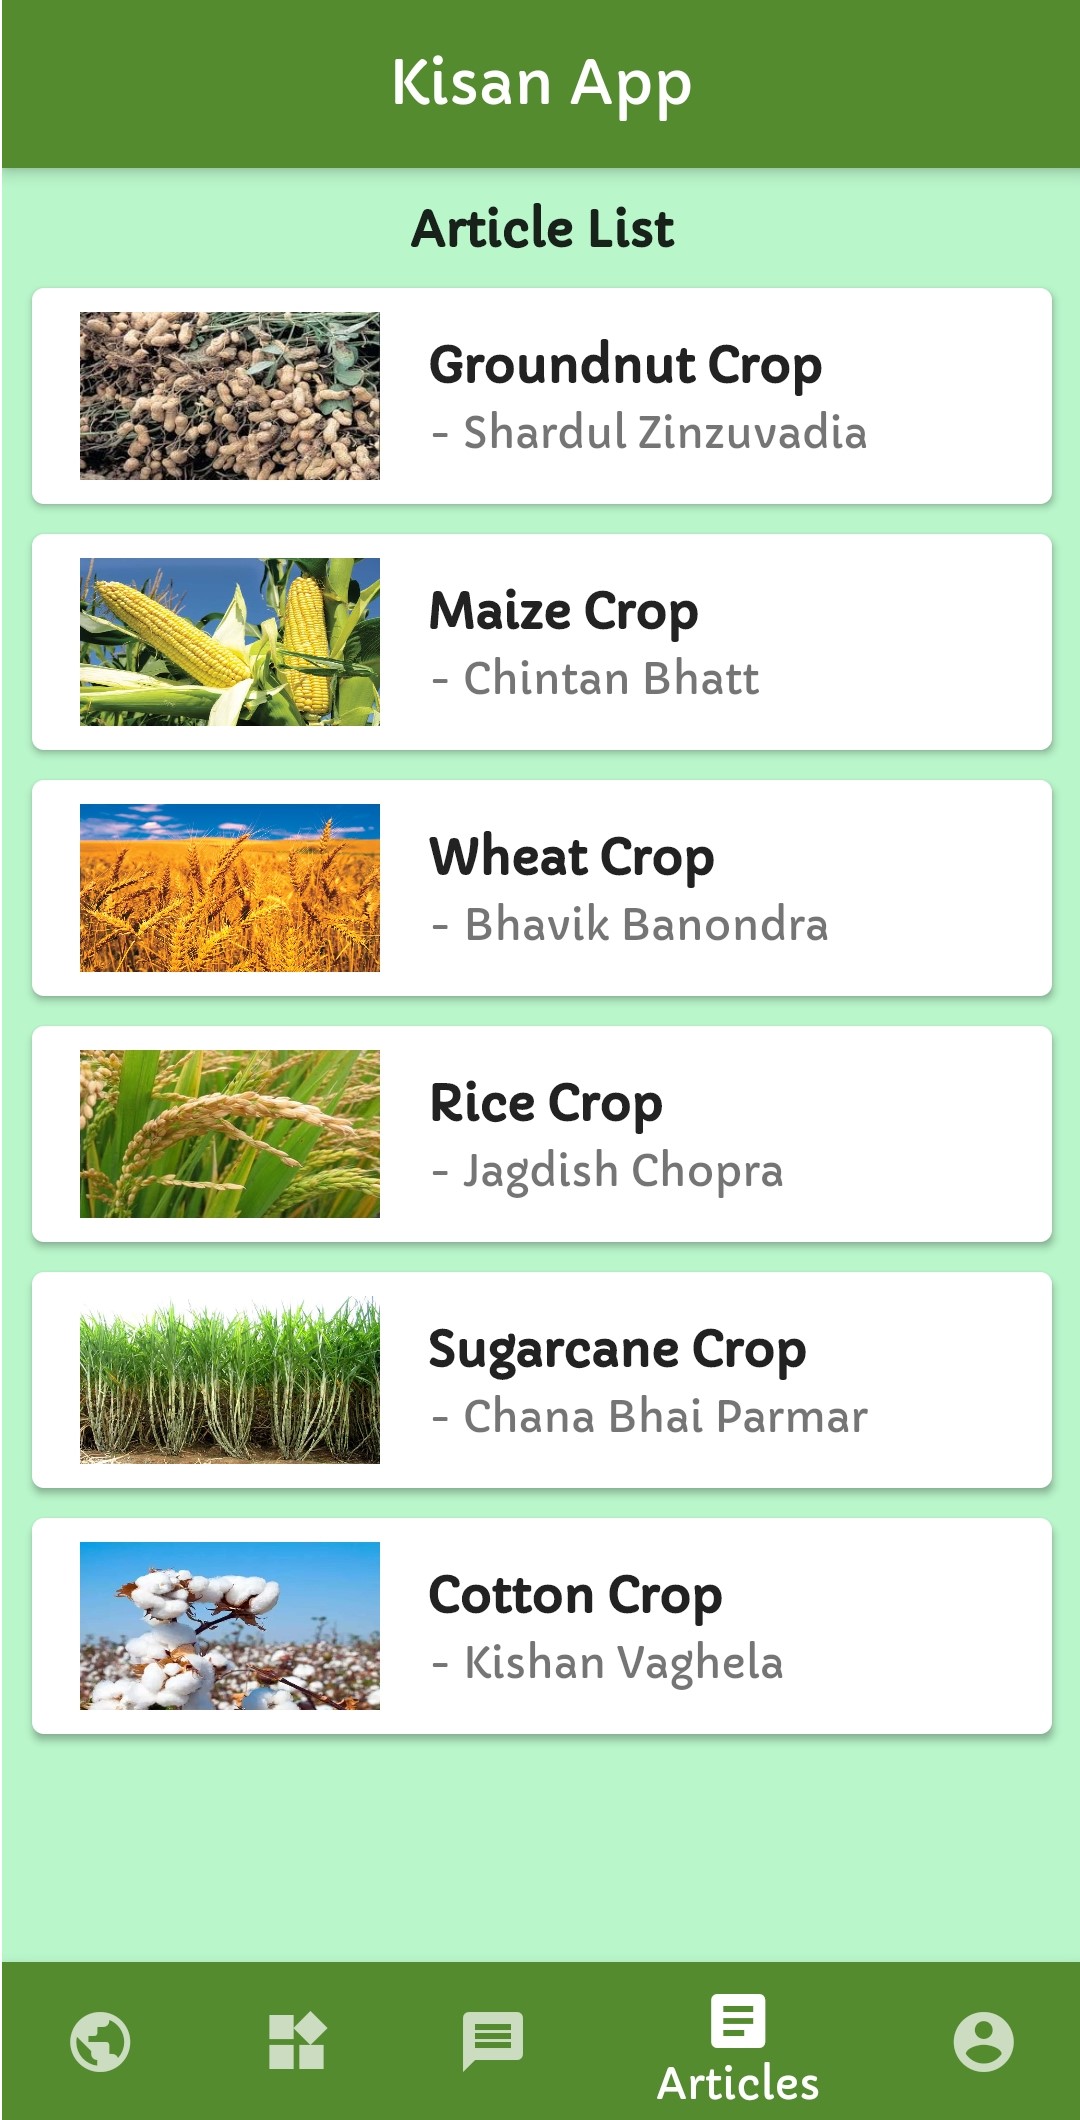 Kisan App
Article List
Groundnut Crop
- Shardul Zinzuvadia
Maize Crop
- Chintan Bhatt
Wheat Crop
- Bhavik Banondra
Rice Crop
- Jagdish Chopra
Sugarcane Crop
- Chana Bhai Parmar
Cotton Crop
- Kishan Vaghela
Articles